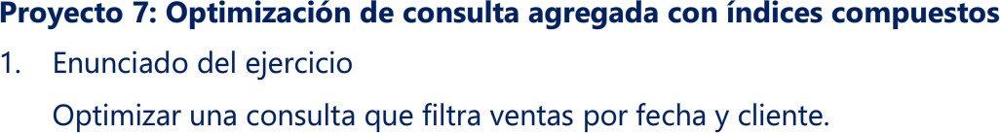 Proyecto 7: Optimización de consulta agregada con índices compuestos
1. Enunciado del ejercicio
Optimizar una consulta que filtra ventas por fecha y cliente.